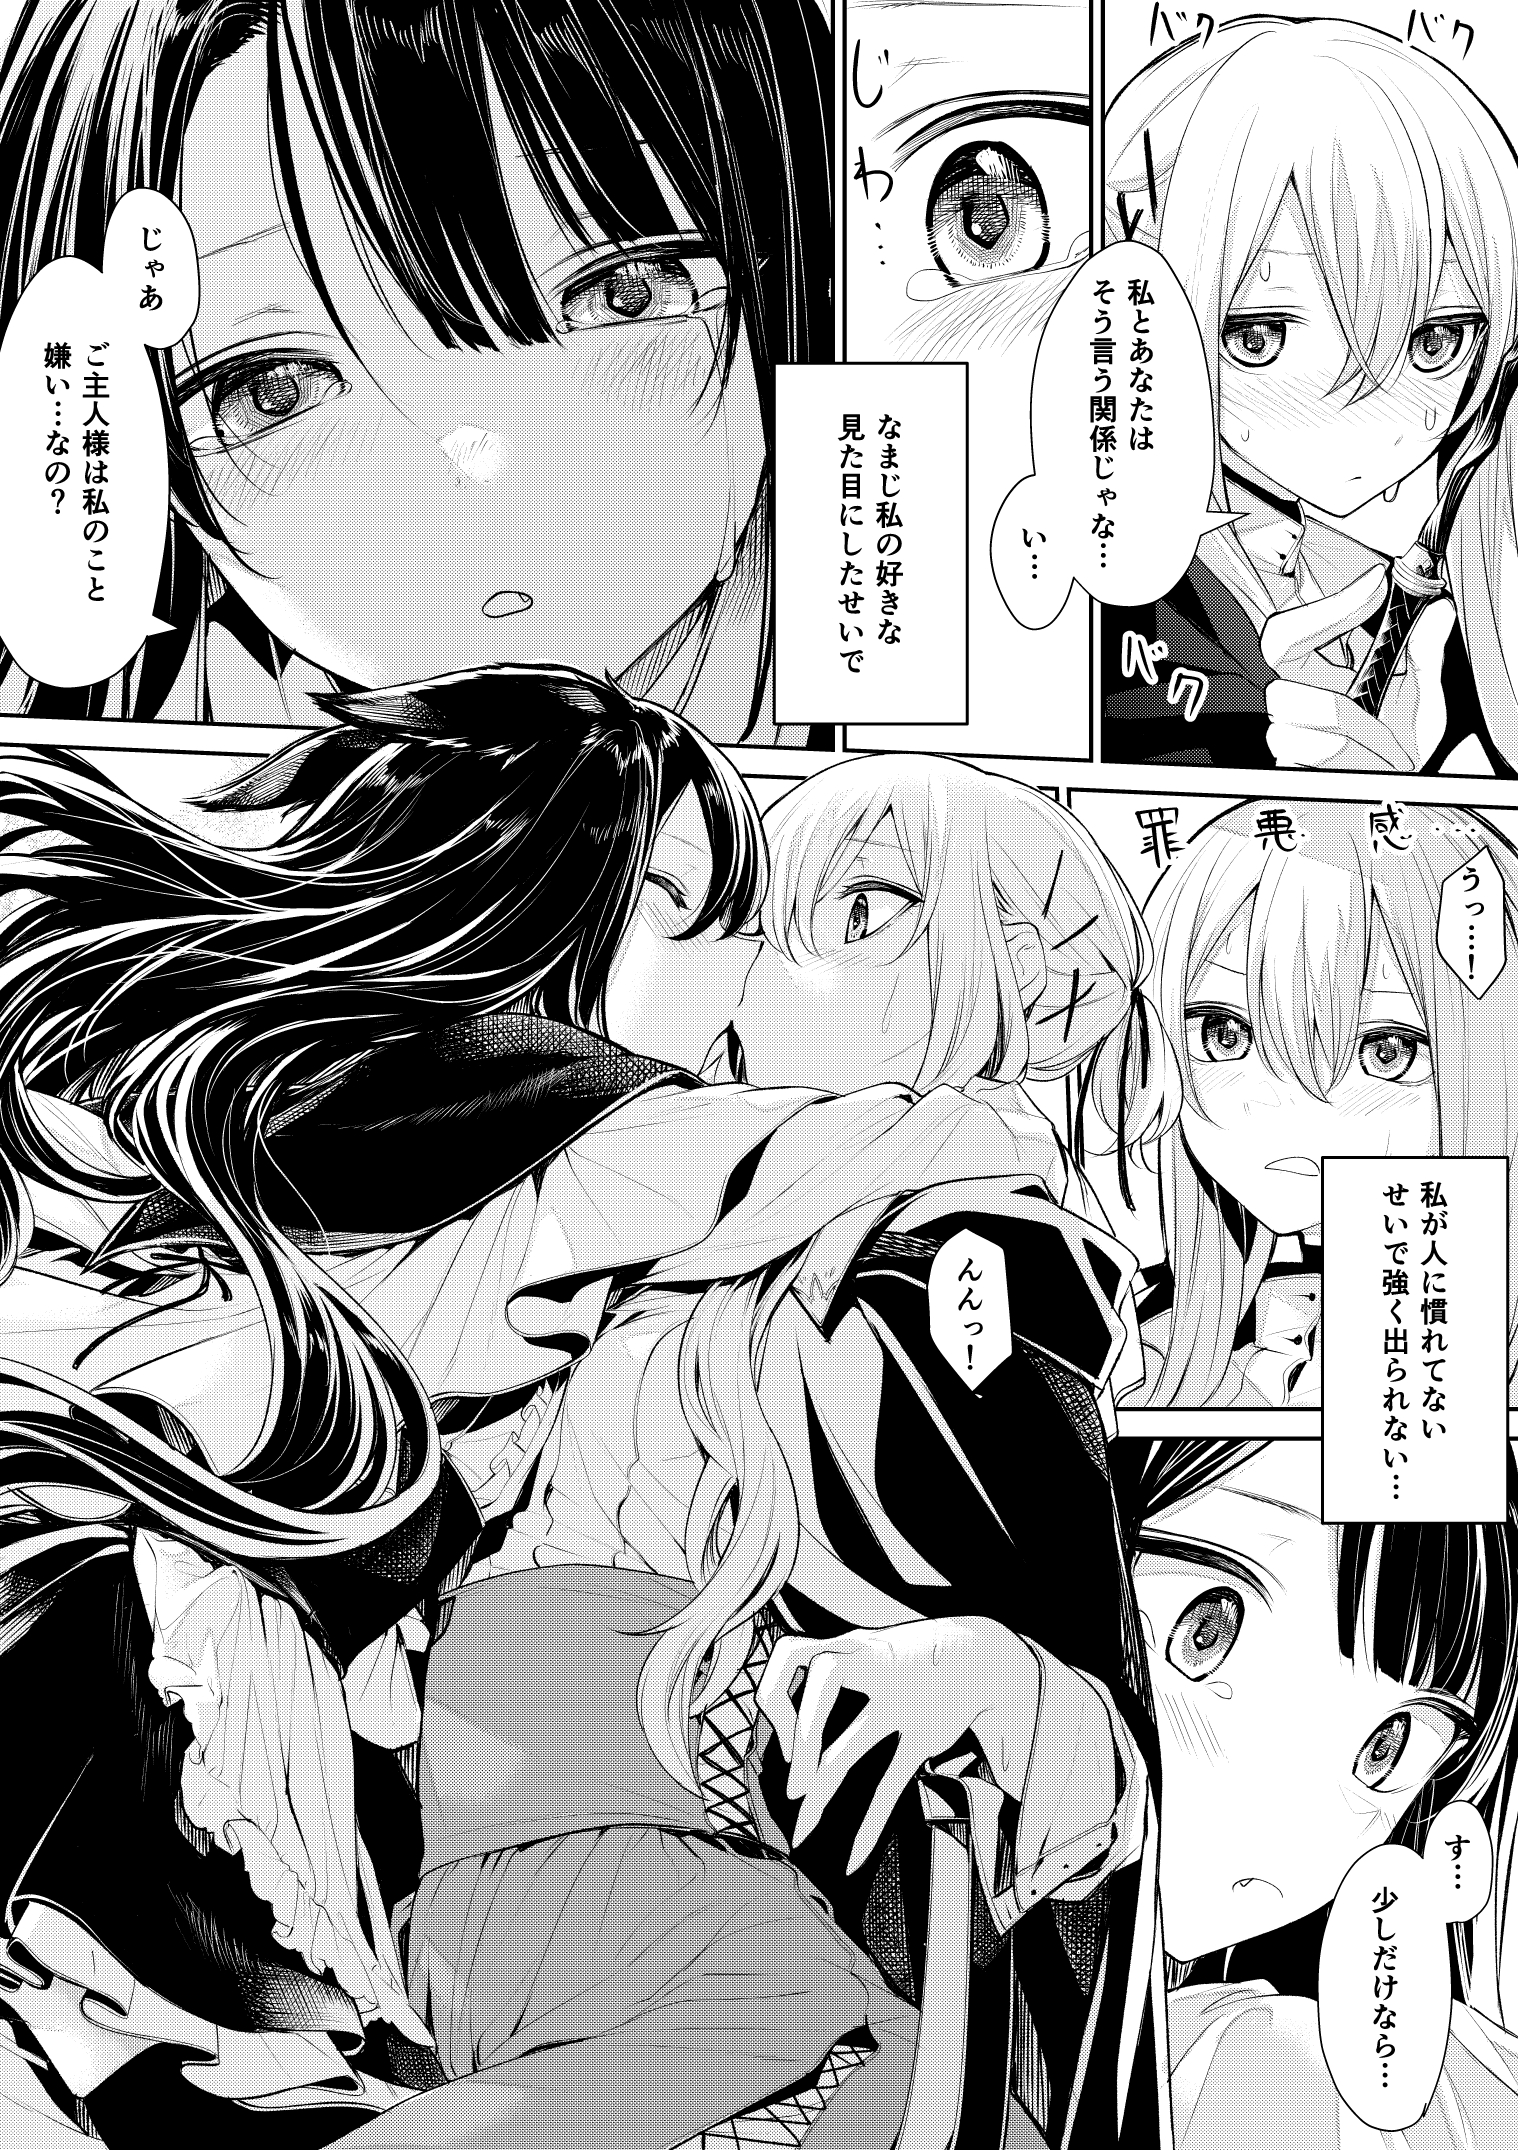 バク
バク
私とあなたは
そう言う関係じゃな…
い…
バク
じわ…
なまじ私の好きな
見た目にしたせいで
じゃあ
ご主人様は私のこと
嫌い…なの？
罪悪感……
うっ…！
私が人に慣れてない
せいで強く出られない…
す…
少しだけなら…
んんっ！